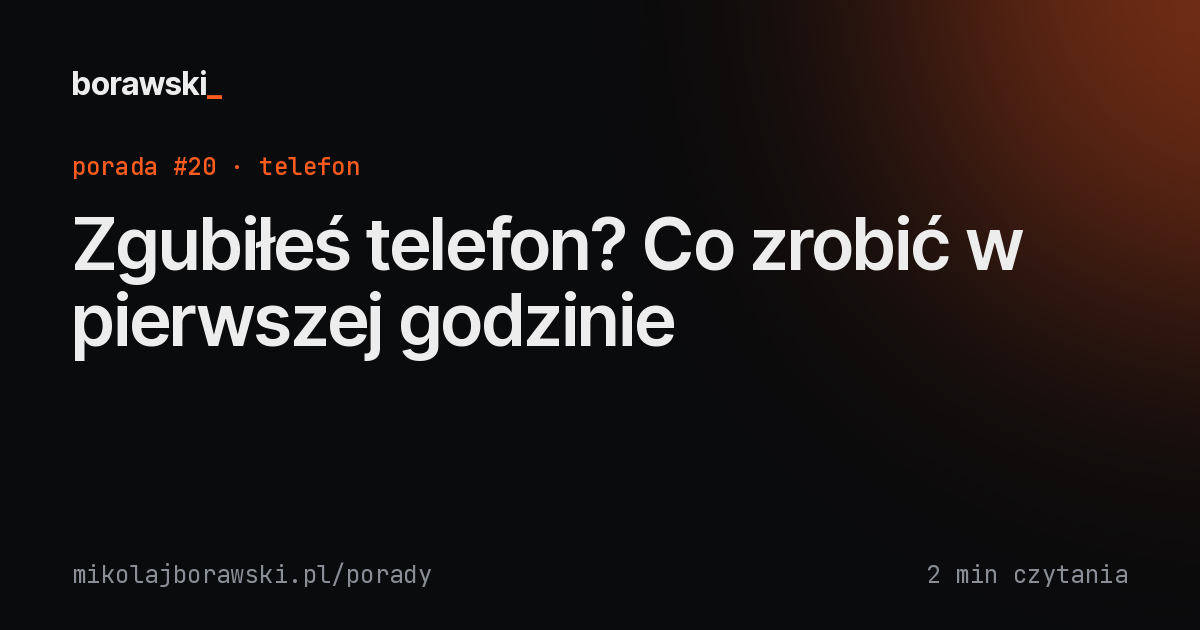 borawski_
porada #20 · telefon
Zgubiłeś telefon? Co zrobić w
pierwszej godzinie
mikolajborawski.pl/porady
2 min czytania